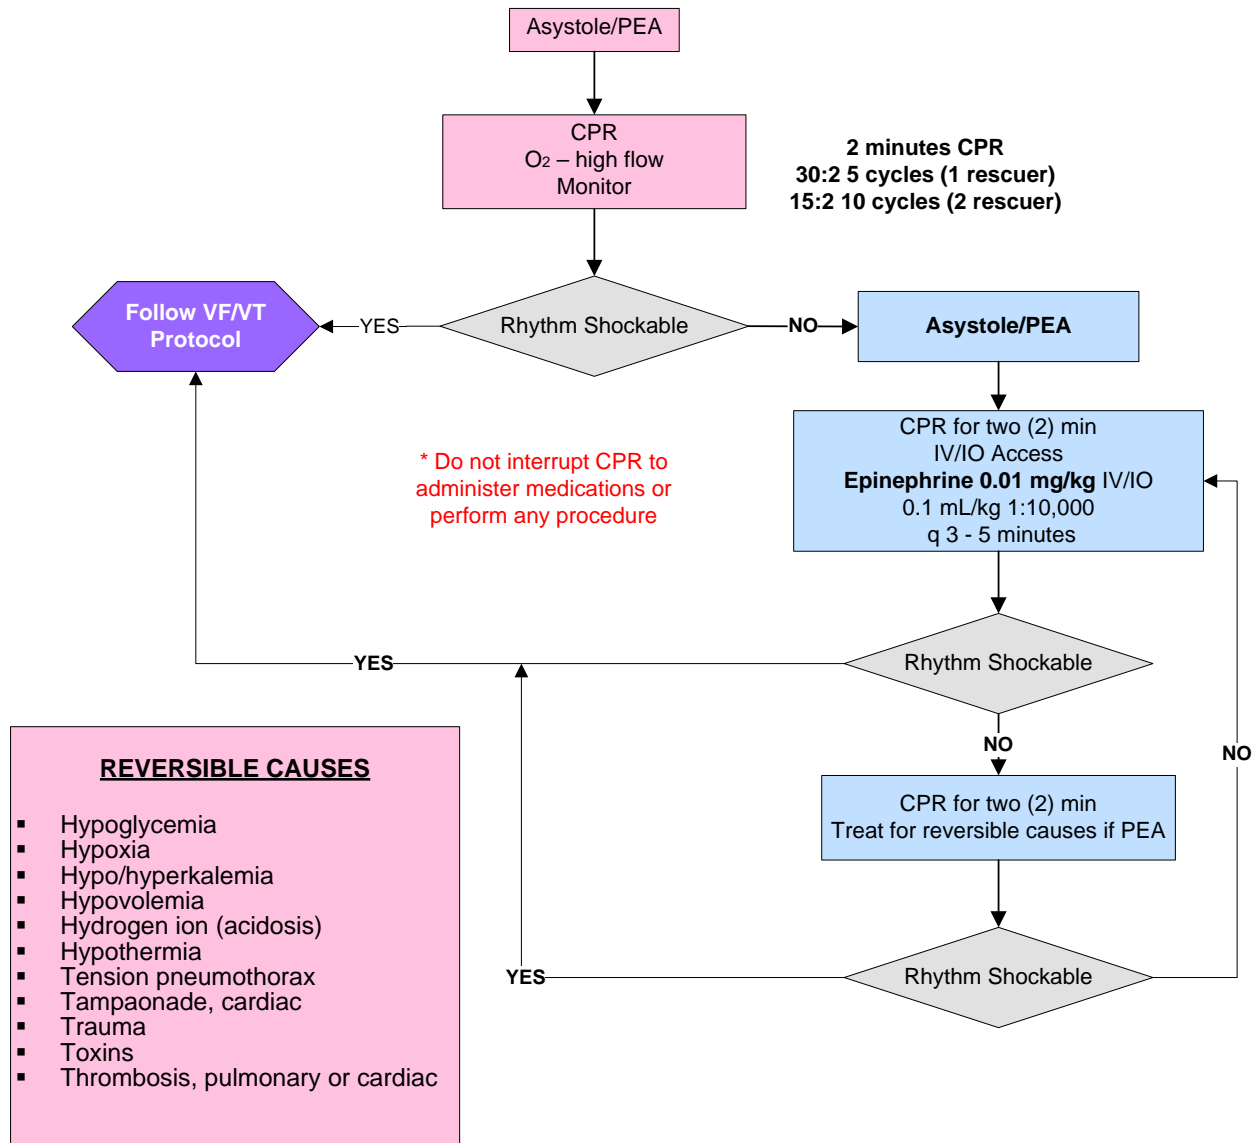 Asystole/PEA
CPR
O2 – high flow
Monitor
2 minutes CPR
30:2 5 cycles (1 rescuer)
15:2 10 cycles (2 rescuer)
Follow VF/VT
Protocol
YES
Rhythm Shockable
NO
Asystole/PEA
CPR for two (2) min
IV/IO Access
Epinephrine 0.01 mg/kg IV/IO
0.1 mL/kg 1:10,000
q 3 - 5 minutes
* Do not interrupt CPR to
administer medications or
perform any procedure
YES
Rhythm Shockable
NO
NO
CPR for two (2) min
Treat for reversible causes if PEA
YES
Rhythm Shockable
REVERSIBLE CAUSES
▪ Hypoglycemia
▪ Hypoxia
▪ Hypo/hyperkalemia
▪ Hypovolemia
▪ Hydrogen ion (acidosis)
▪ Hypothermia
▪ Tension pneumothorax
▪ Tampaonade, cardiac
▪ Trauma
▪ Toxins
▪ Thrombosis, pulmonary or cardiac